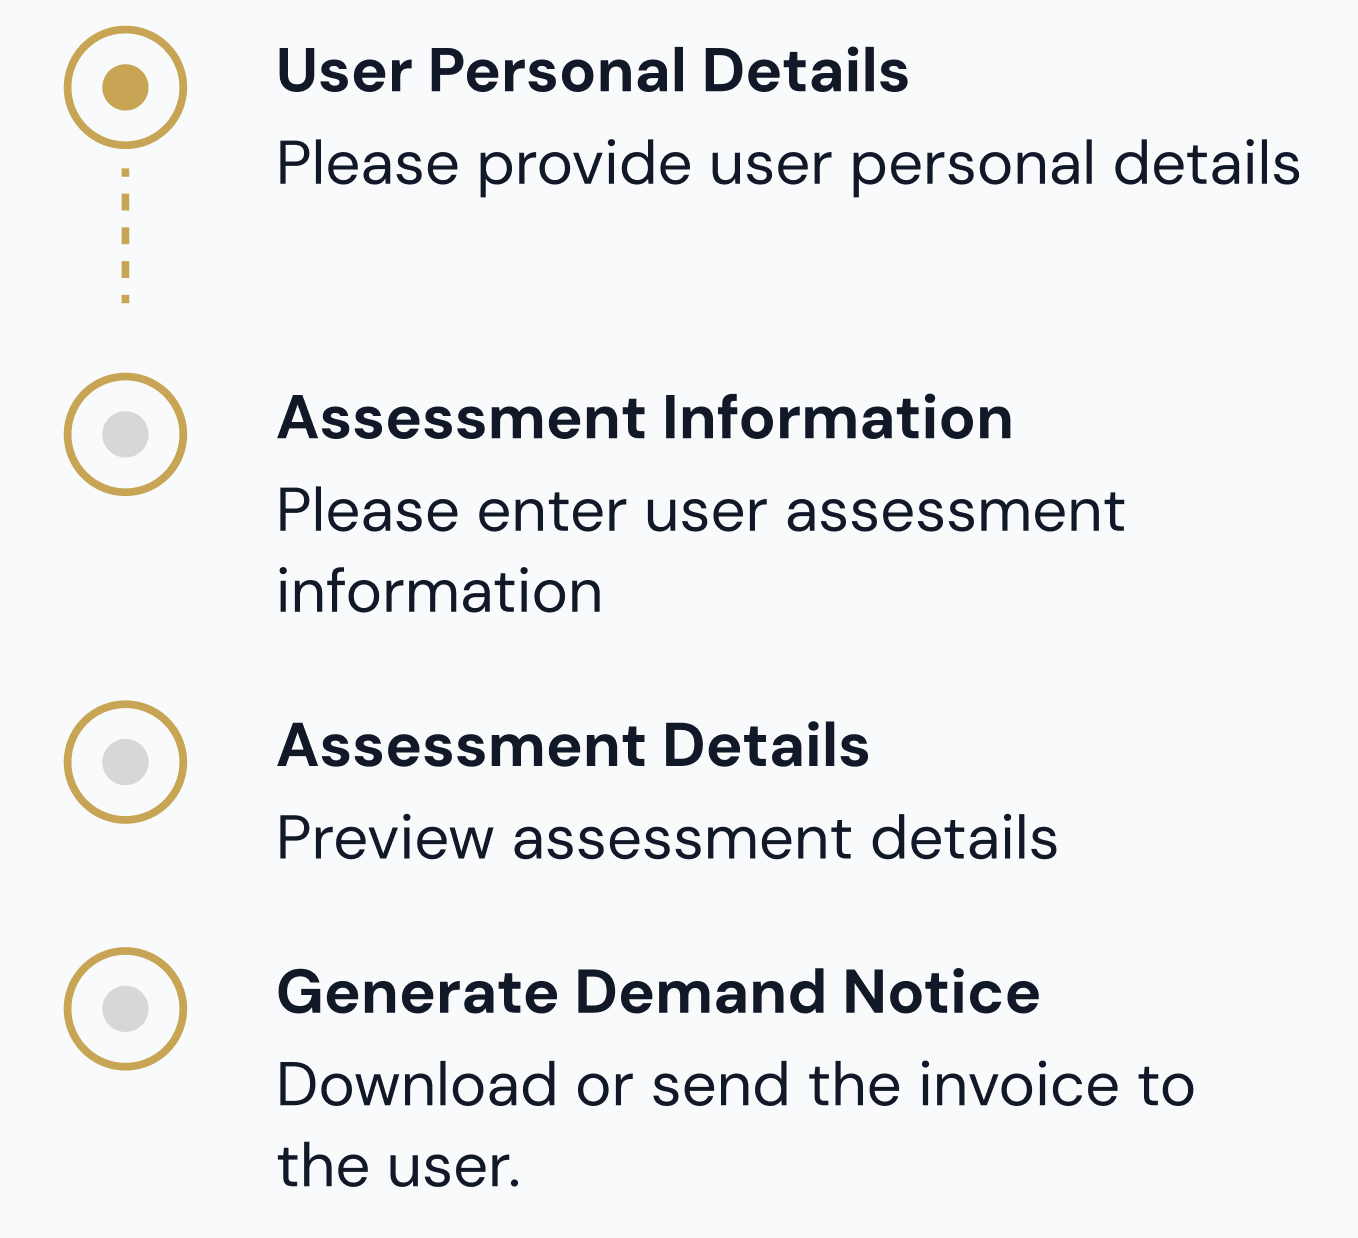 User Personal Details
Please provide user personal details
Assessment Information
Please enter user assessment
information
Assessment Details
Preview assessment details
Generate Demand Notice
Download or send the invoice to
the user.